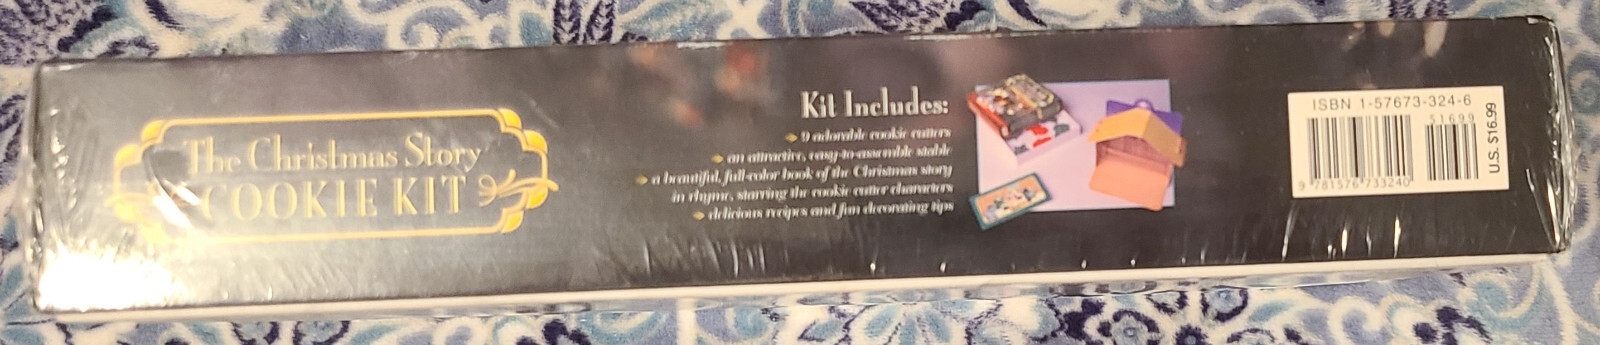 The Christmas Story
COOKIE KIT
Kit Includes:
9 adorable cookie cutters
an attractive, easy-to-assemble stable
a beautiful, full-color book of the Christmas story
in rhyme, starring the cookie cutter characters
delicious recipes and fun decorating tips
ISBN 1-57673-324-6
51699
9 781576 733240
U.S. $16.99